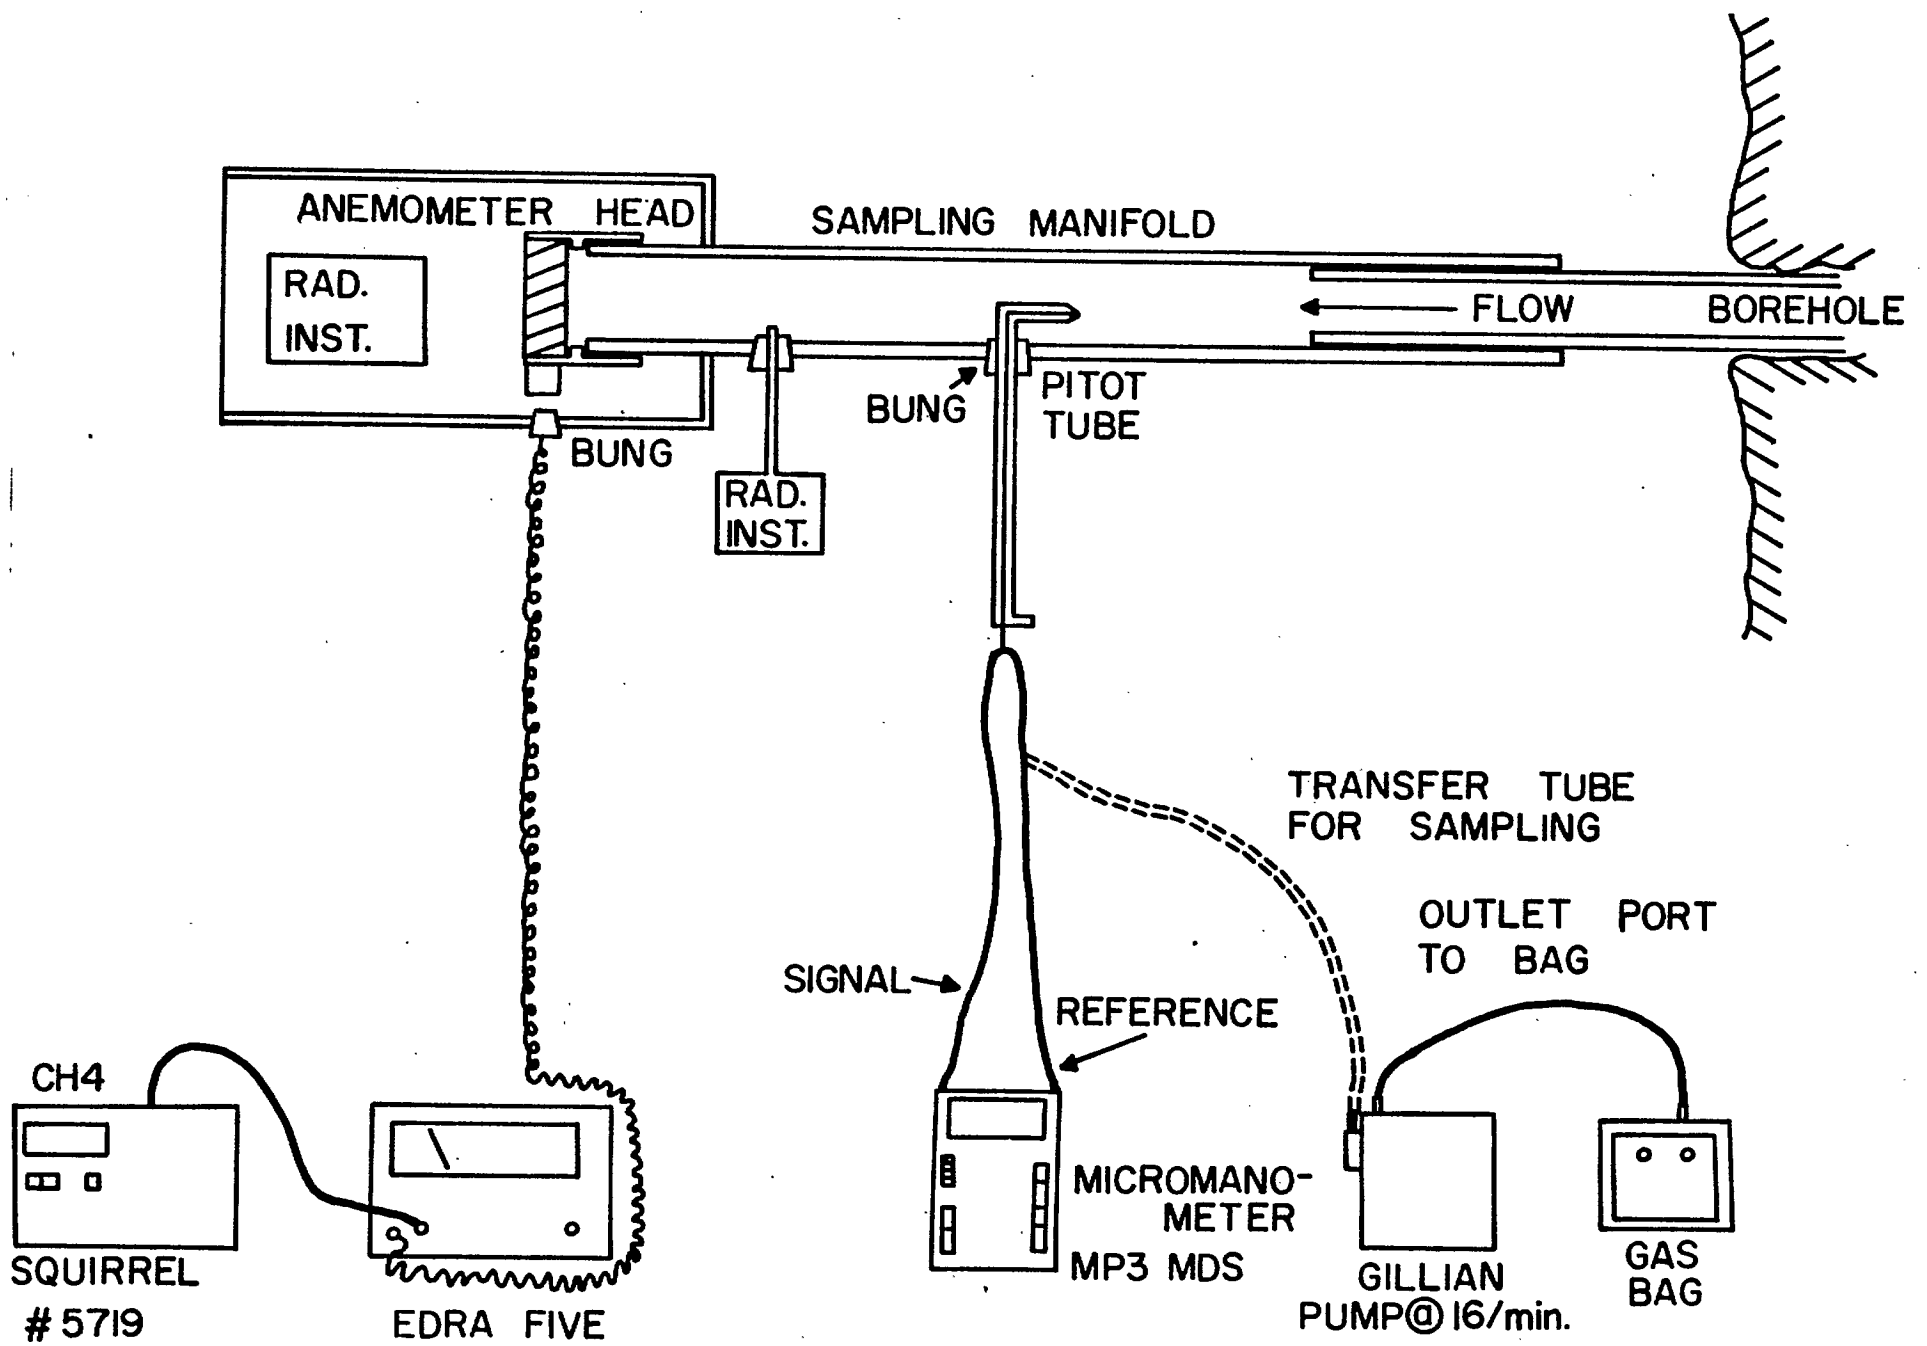 ANEMOMETER HEAD
SAMPLING MANIFOLD
RAD.
INST.
FLOW
BOREHOLE
BUNG
PITOT
TUBE
BUNG
RAD.
INST.
TRANSFER TUBE
FOR SAMPLING
OUTLET PORT
TO BAG
SIGNAL
REFERENCE
CH4
MICROMANO-
METER
MP3 MDS
SQUIRREL
#5719
EDRA FIVE
GILLIAN
PUMP@ 16/min.
GAS
BAG